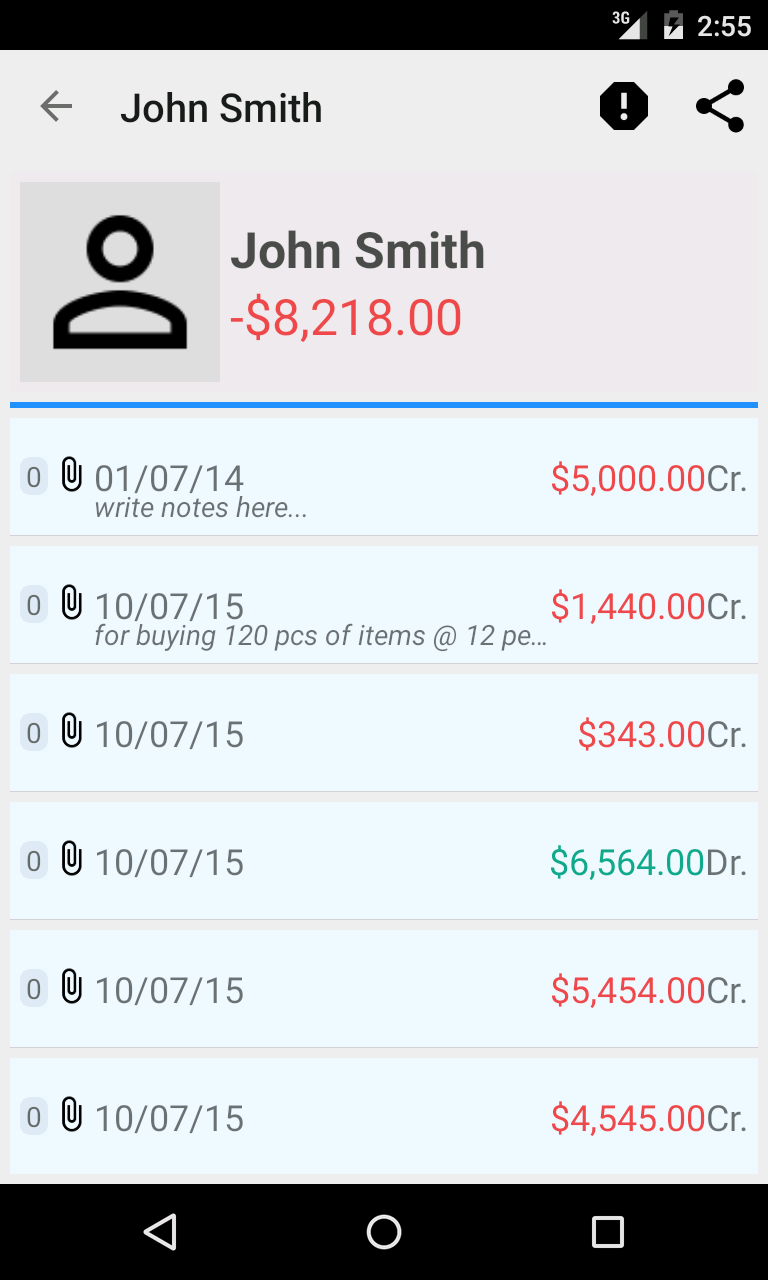 3G 2:55
John Smith
John Smith
-$8,218.00
0 01/07/14 $5,000.00Cr.
write notes here...
0 10/07/15 $1,440.00Cr.
for buying 120 pcs of items @ 12 pe...
0 10/07/15 $343.00Cr.
0 10/07/15 $6,564.00Dr.
0 10/07/15 $5,454.00Cr.
0 10/07/15 $4,545.00Cr.